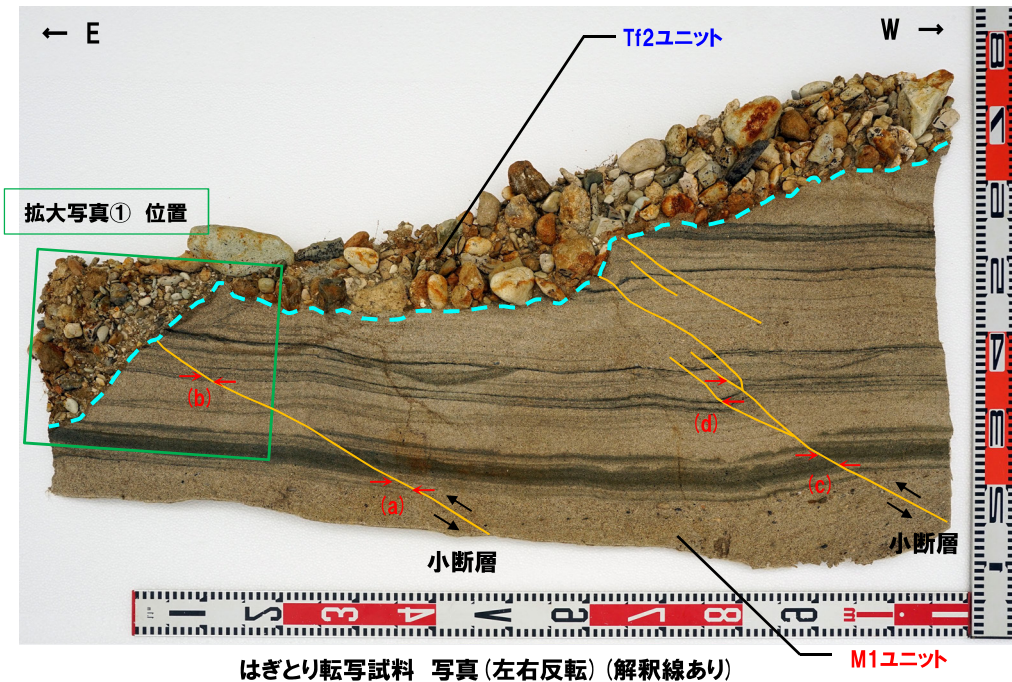 ← E
W →
Tf2ユニット
拡大写真① 位置
(b)
(d)
(a)
(c)
小断層
小断層
M1ユニット
はぎとり転写試料 写真(左右反転)(解釈線あり)